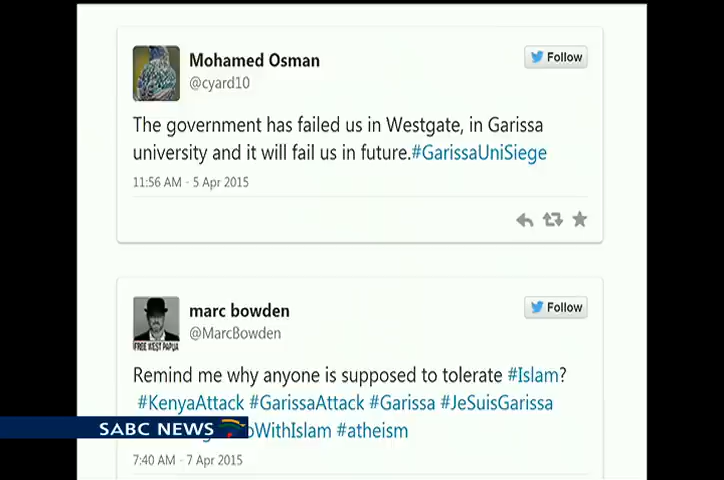 Mohamed Osman
@cyard10
Follow
The government has failed us in Westgate, in Garissa
university and it will fail us in future.#GarissaUniSiege
11:56 AM - 5 Apr 2015
marc bowden
@MarcBowden
Follow
FREE WEST PAPUA
Remind me why anyone is supposed to tolerate #Islam?
#KenyaAttack #GarissaAttack #Garissa #JeSuisGarissa
SABC NEWS
WithIslam #atheism
7:40 AM - 7 Apr 2015